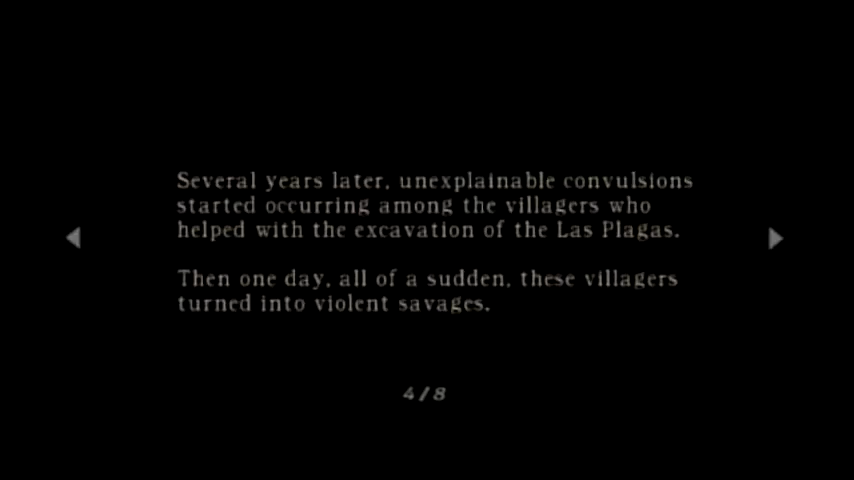 Several years later, unexplainable convulsions
started occurring among the villagers who
helped with the excavation of the Las Plagas.
Then one day, all of a sudden, these villagers
turned into violent savages.
4/8